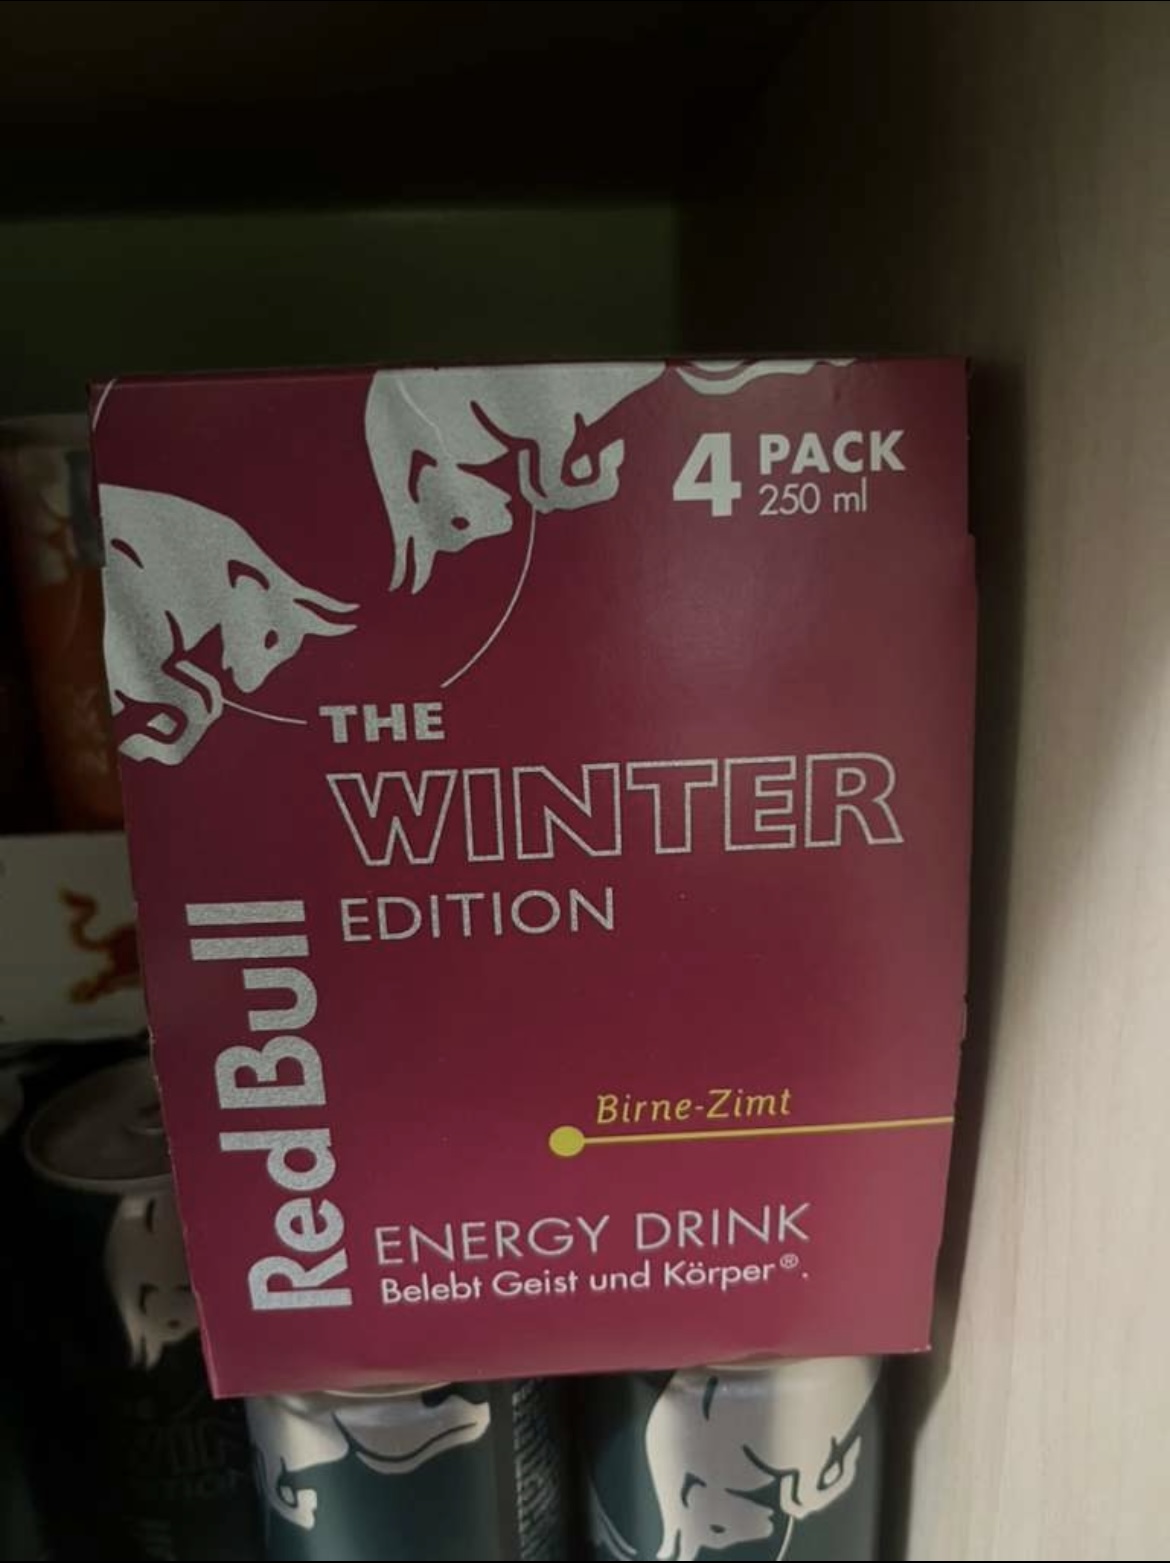 4 PACK
250 ml
THE
WINTER
EDITION
Red Bull
Birne-Zimt
ENERGY DRINK
Belebt Geist und Körper®.